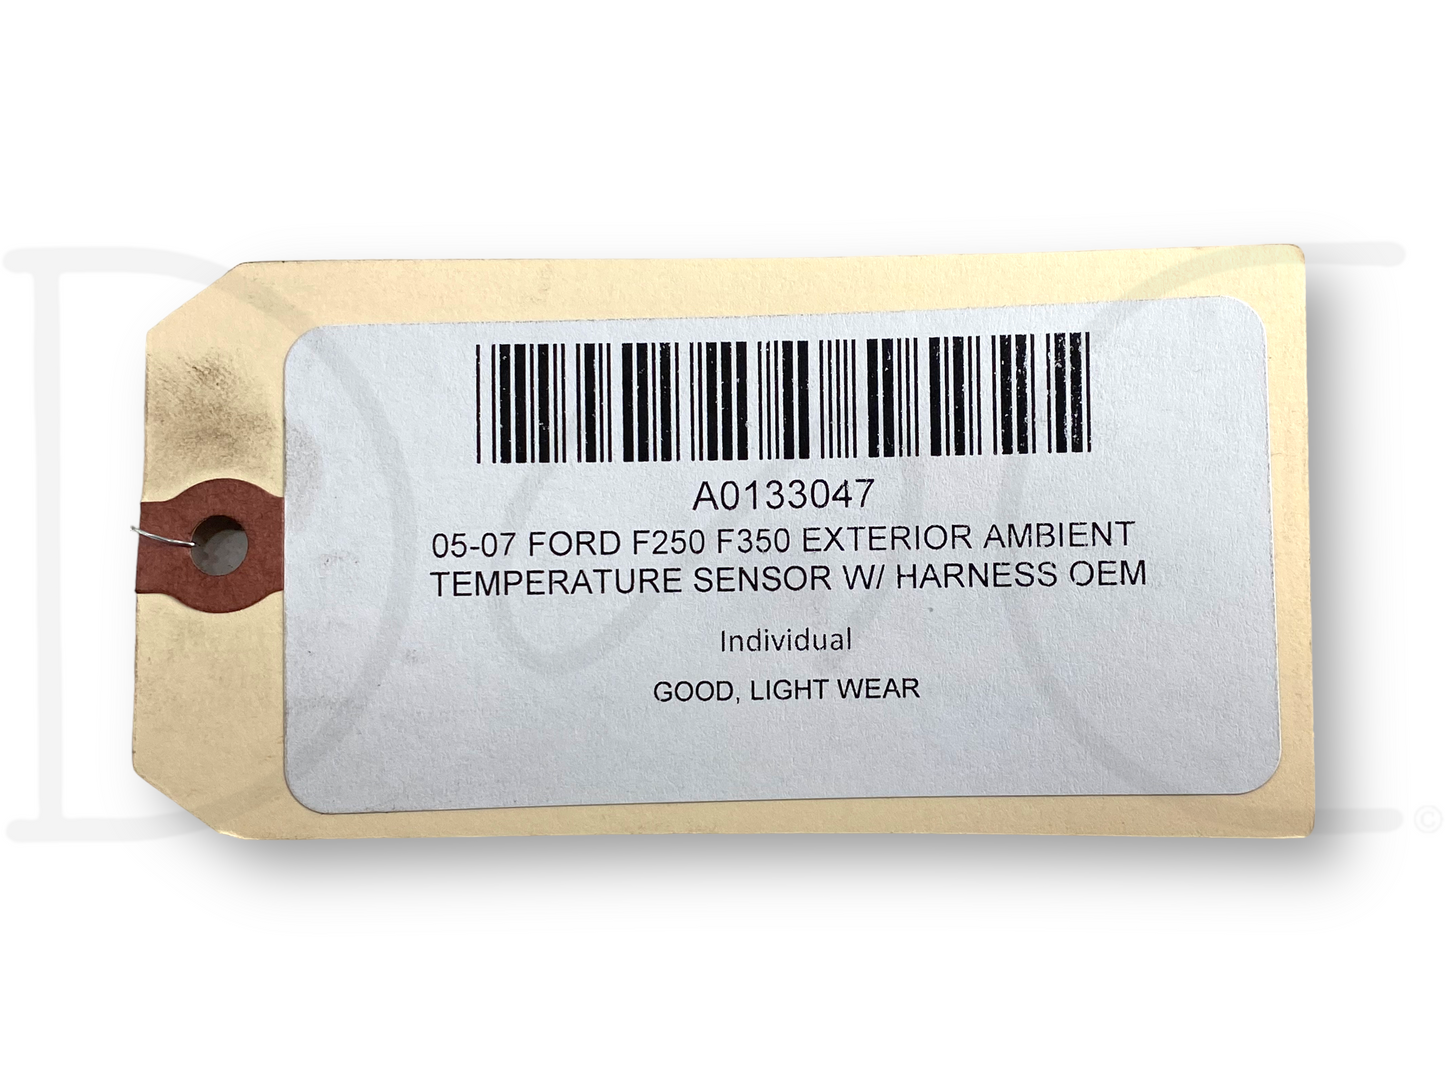 A0133047
05-07 FORD F250 F350 EXTERIOR AMBIENT
TEMPERATURE SENSOR W/ HARNESS OEM
Individual
GOOD, LIGHT WEAR
©